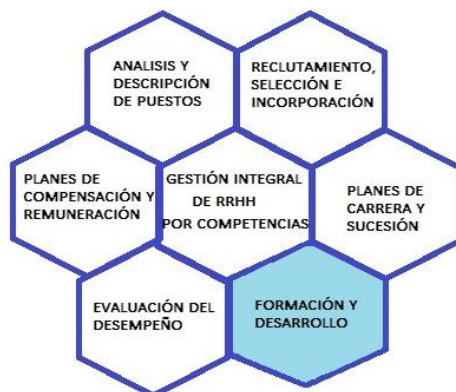 ANALISIS Y
DESCRIPCIÓN
DE PUESTOS
RECLUTAMIENTO,
SELECCIÓN E
INCORPORACIÓN
PLANES DE
COMPENSACIÓN Y
REMUNERACIÓN
GESTIÓN INTEGRAL
DE RRHH
POR COMPETENCIAS
PLANES DE
CARRERA Y
SUCESIÓN
EVALUACIÓN DEL
DESEMPEÑO
FORMACIÓN Y
DESARROLLO